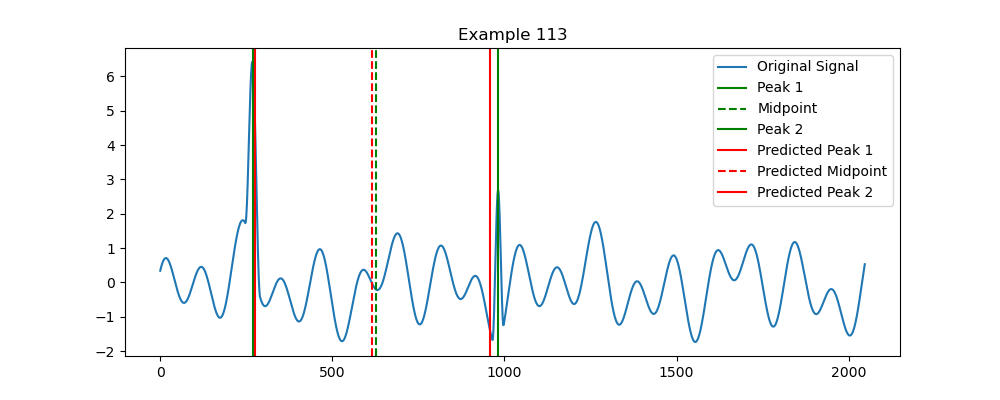 Example 113
Original Signal
Peak 1
Midpoint
Peak 2
Predicted Peak 1
Predicted Midpoint
Predicted Peak 2
6
5
4
3
2
1
0
−1
−2
0 500 1000 1500 2000